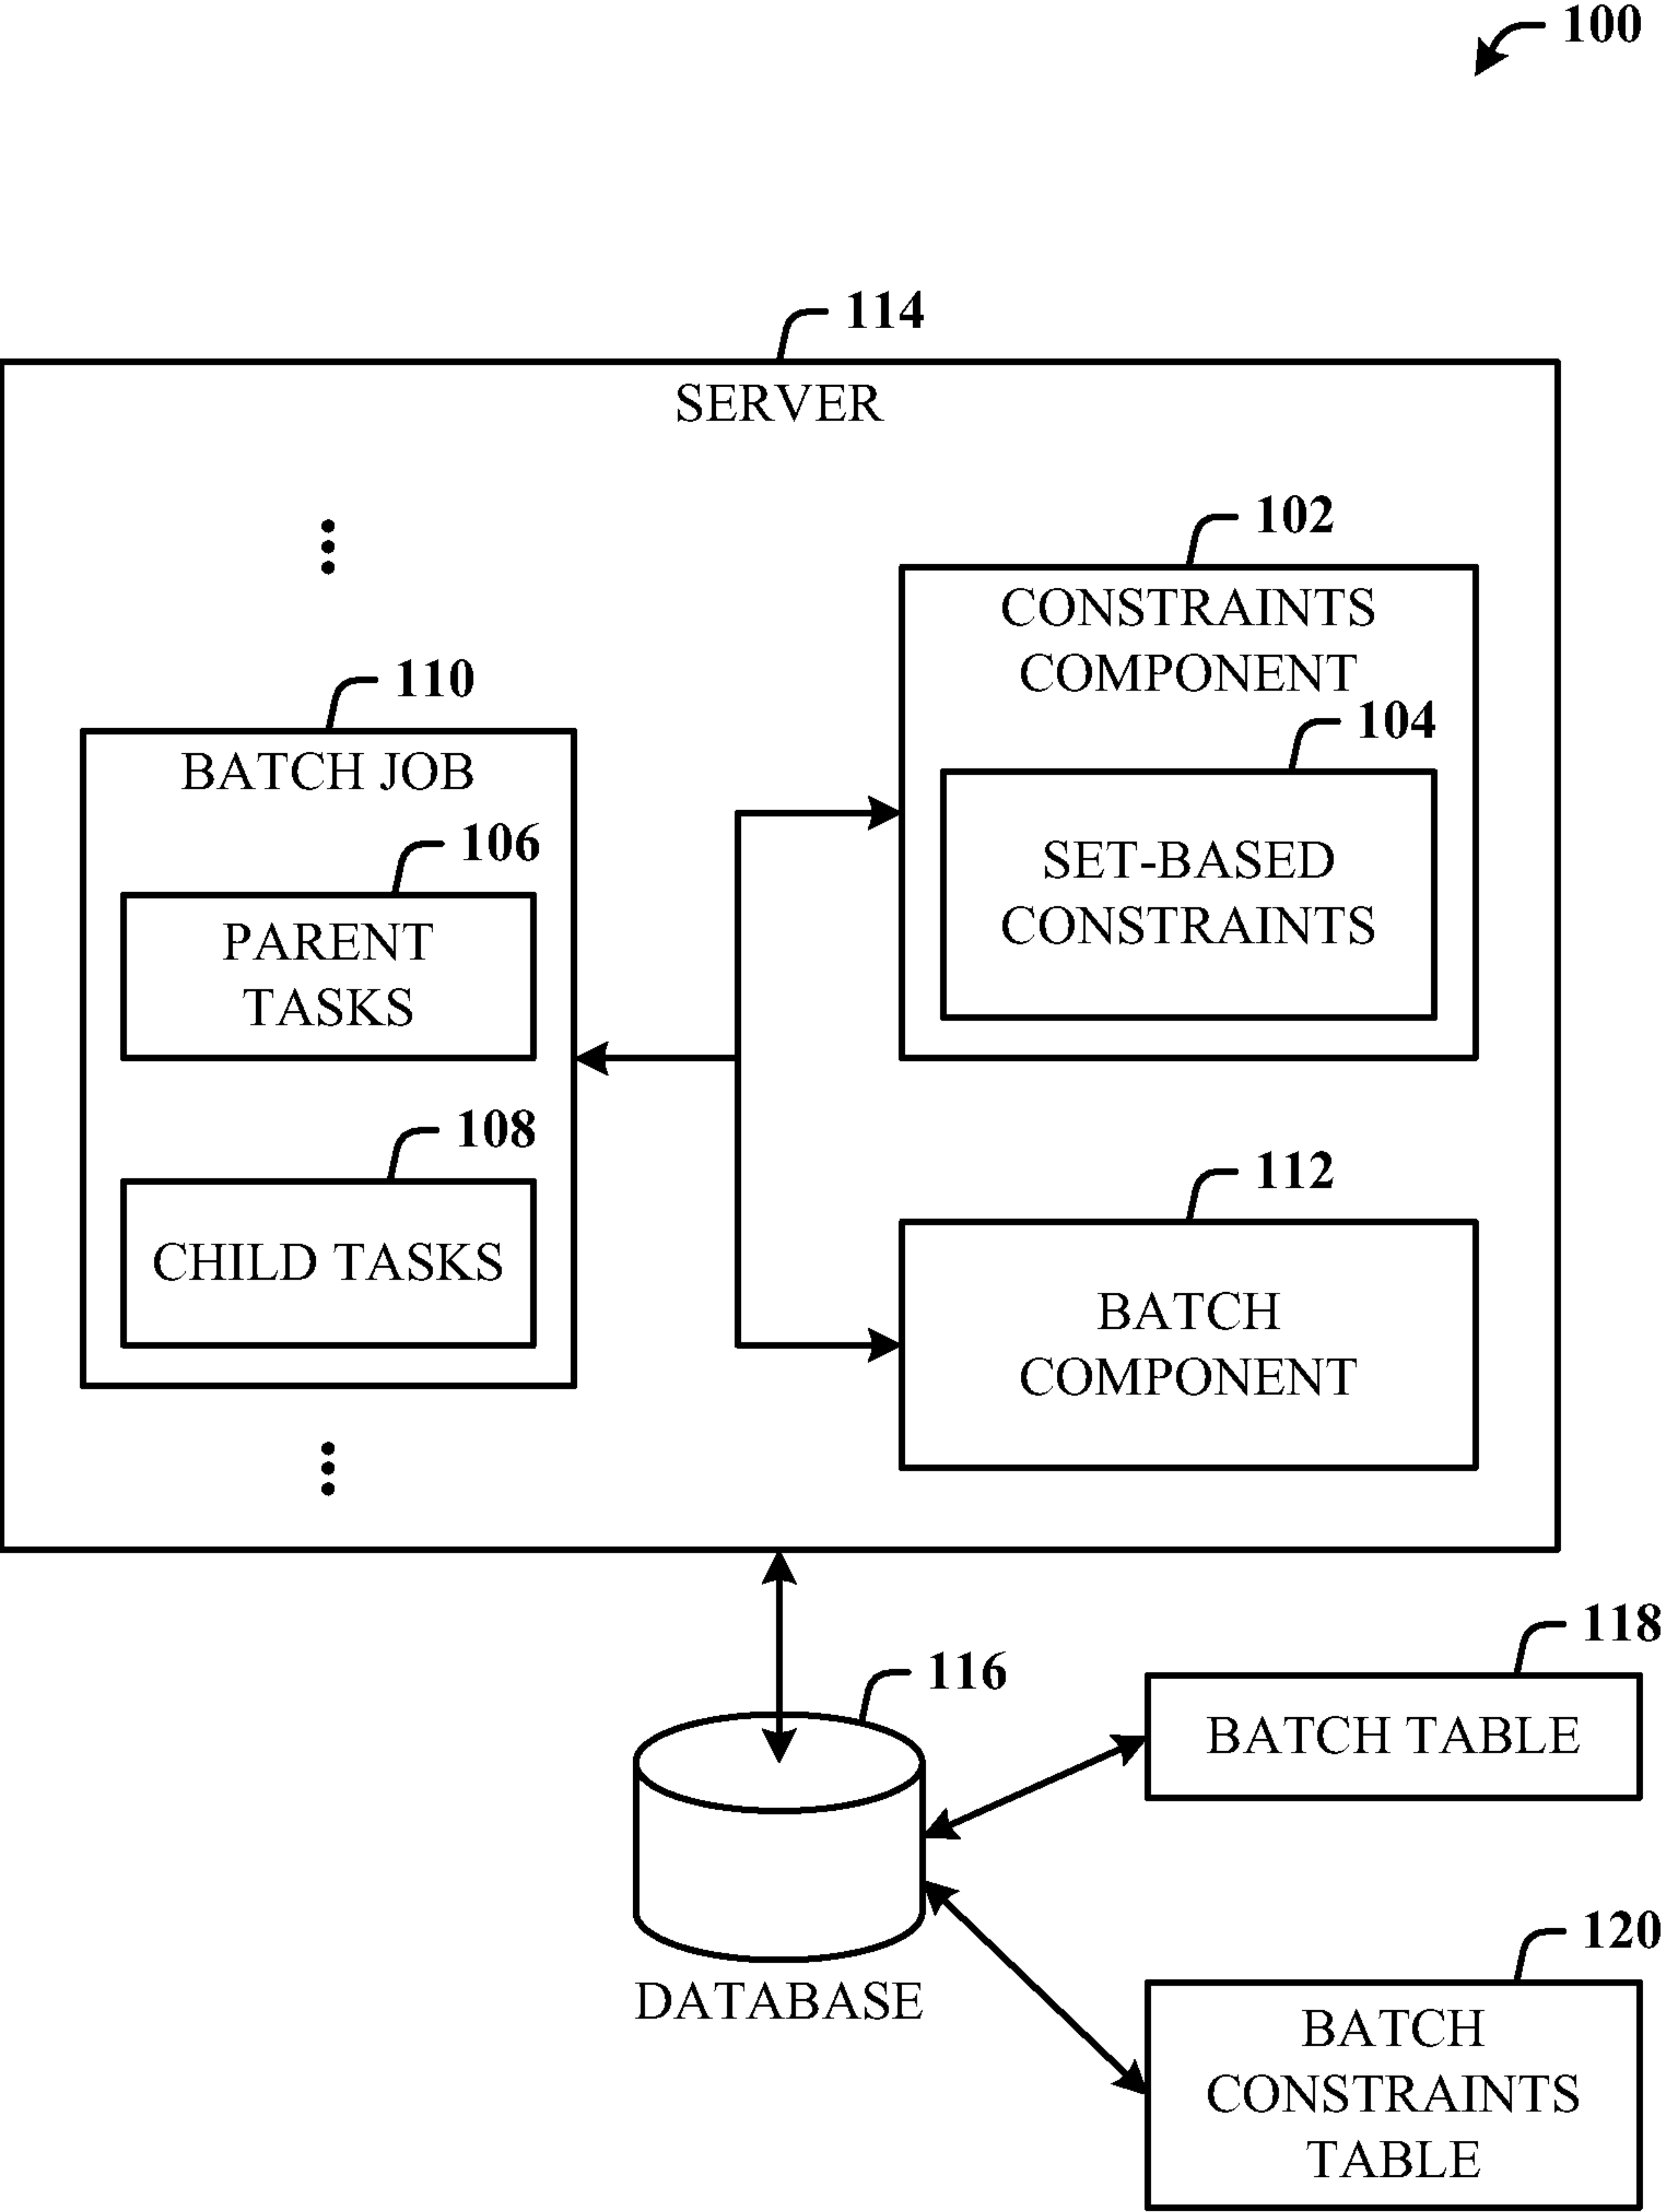 100
114
SERVER
102
CONSTRAINTS
COMPONENT
110
BATCH JOB
104
106
SET-BASED
CONSTRAINTS
PARENT
TASKS
108
CHILD TASKS
112
BATCH
COMPONENT
118
116
BATCH TABLE
120
DATABASE
BATCH
CONSTRAINTS
TABLE